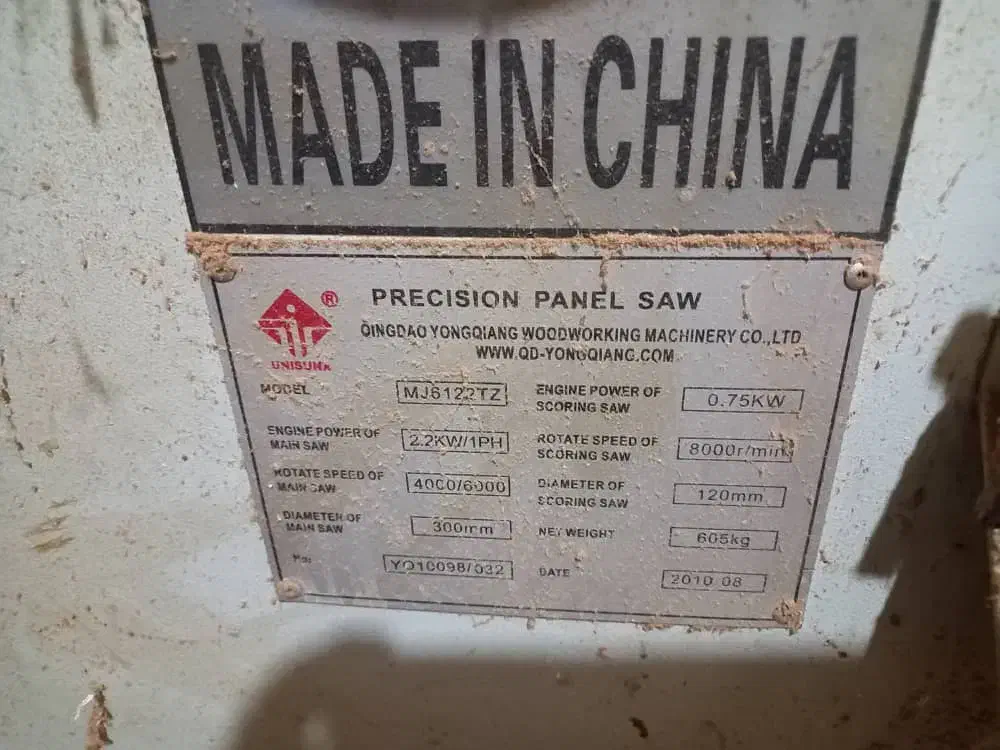 MADE IN CHINA
® PRECISION PANEL SAW
QINGDAO YONGQIANG WOODWORKING MACHINERY CO.,LTD
WWW.QD-YONGQIANG.COM
UNISUNX
MODEL MJ6122TZ ENGINE POWER OF SCORING SAW 0.75KW
ENGINE POWER OF MAIN SAW 2.2KW/1PH ROTATE SPEED OF SCORING SAW 8000r/min
ROTATE SPEED OF MAIN SAW 4000/6000 DIAMETER OF SCORING SAW 120mm
DIAMETER OF MAIN SAW 300mm NET WEIGHT 605kg
No: YQ10098/032 DATE 2010.08